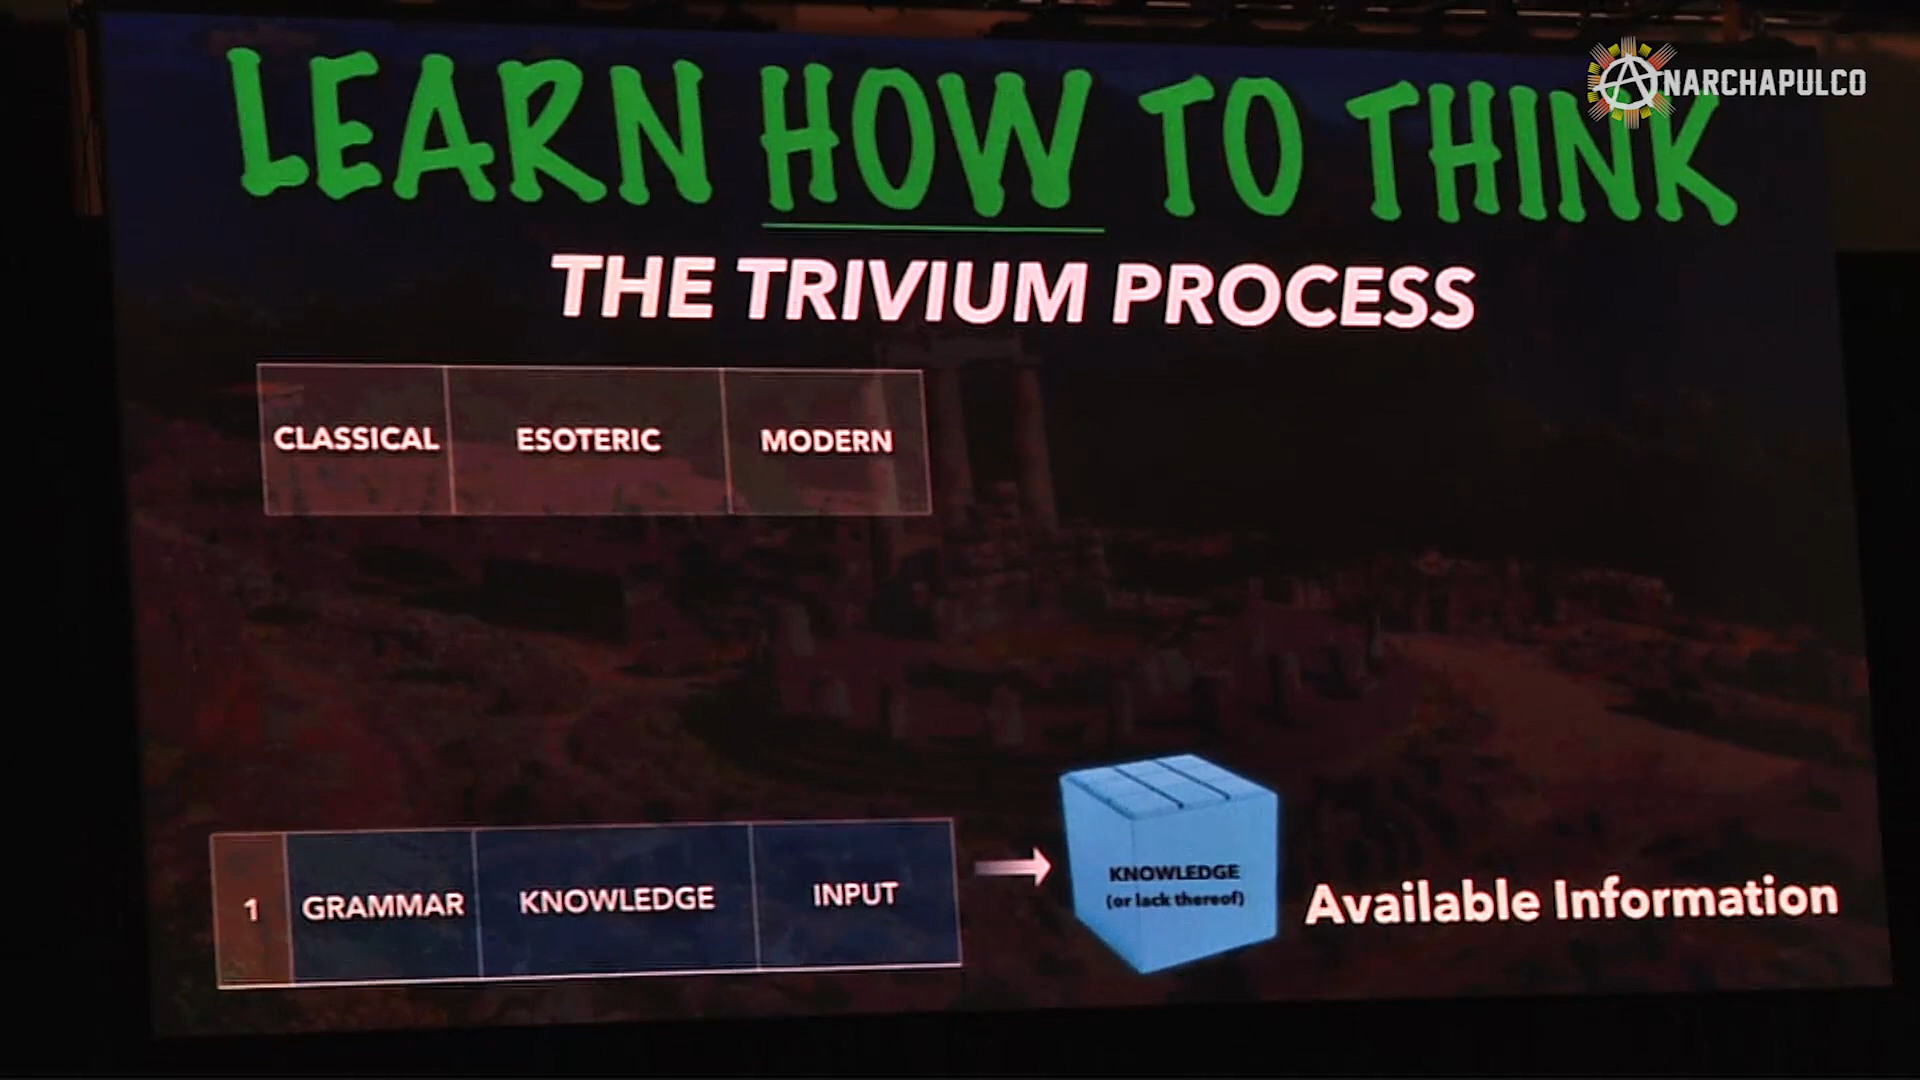 LEARN HOW TO THINK
ANARCHAPULCO
THE TRIVIUM PROCESS
CLASSICAL ESOTERIC MODERN
1 GRAMMAR KNOWLEDGE INPUT
KNOWLEDGE
(or lack thereof)
Available Information